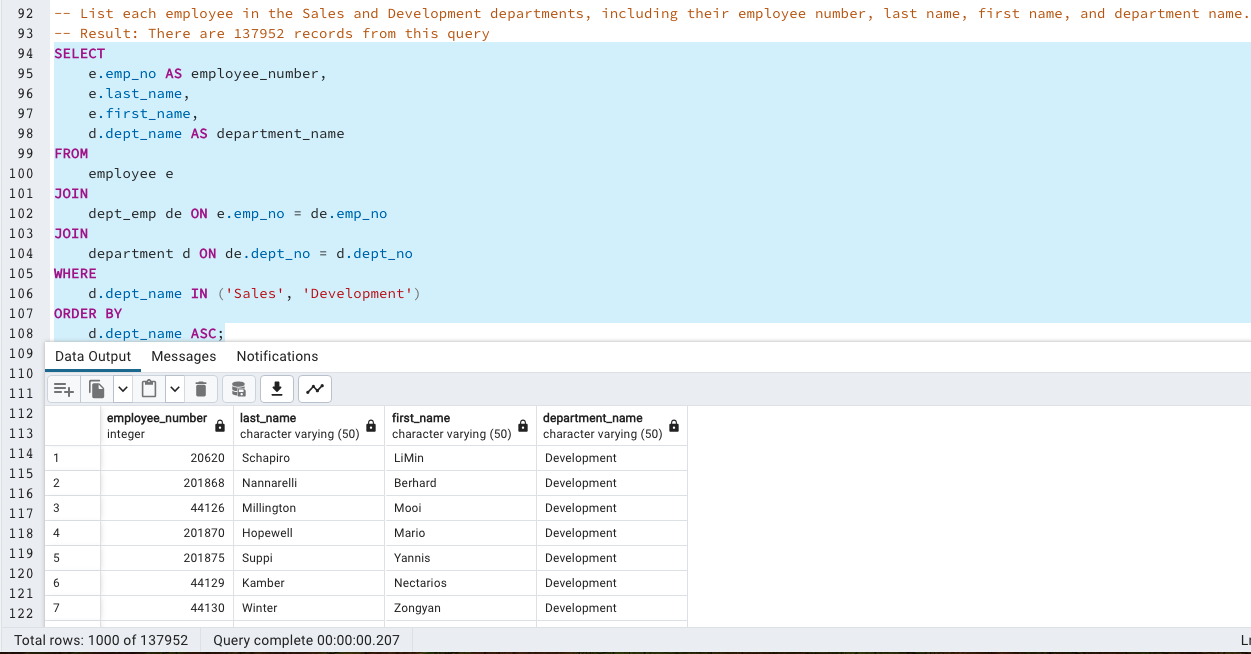 92 -- List each employee in the Sales and Development departments, including their employee number, last name, first name, and department name.
93 -- Result: There are 137952 records from this query
94 SELECT
95 e.emp_no AS employee_number,
96 e.last_name,
97 e.first_name,
98 d.dept_name AS department_name
99 FROM
100 employee e
101 JOIN
102 dept_emp de ON e.emp_no = de.emp_no
103 JOIN
104 department d ON de.dept_no = d.dept_no
105 WHERE
106 d.dept_name IN ('Sales', 'Development')
107 ORDER BY
108 d.dept_name ASC;
109
110
111
112
113
114
115
116
117
118
119
120
121
122
Data Output Messages Notifications
employee_number last_name first_name department_name
integer character varying (50) character varying (50) character varying (50)
1 20620 Schapiro LiMin Development
2 201868 Nannarelli Berhard Development
3 44126 Millington Mooi Development
4 201870 Hopewell Mario Development
5 201875 Suppi Yannis Development
6 44129 Kamber Nectarios Development
7 44130 Winter Zongyan Development
Total rows: 1000 of 137952 Query complete 00:00:00.207